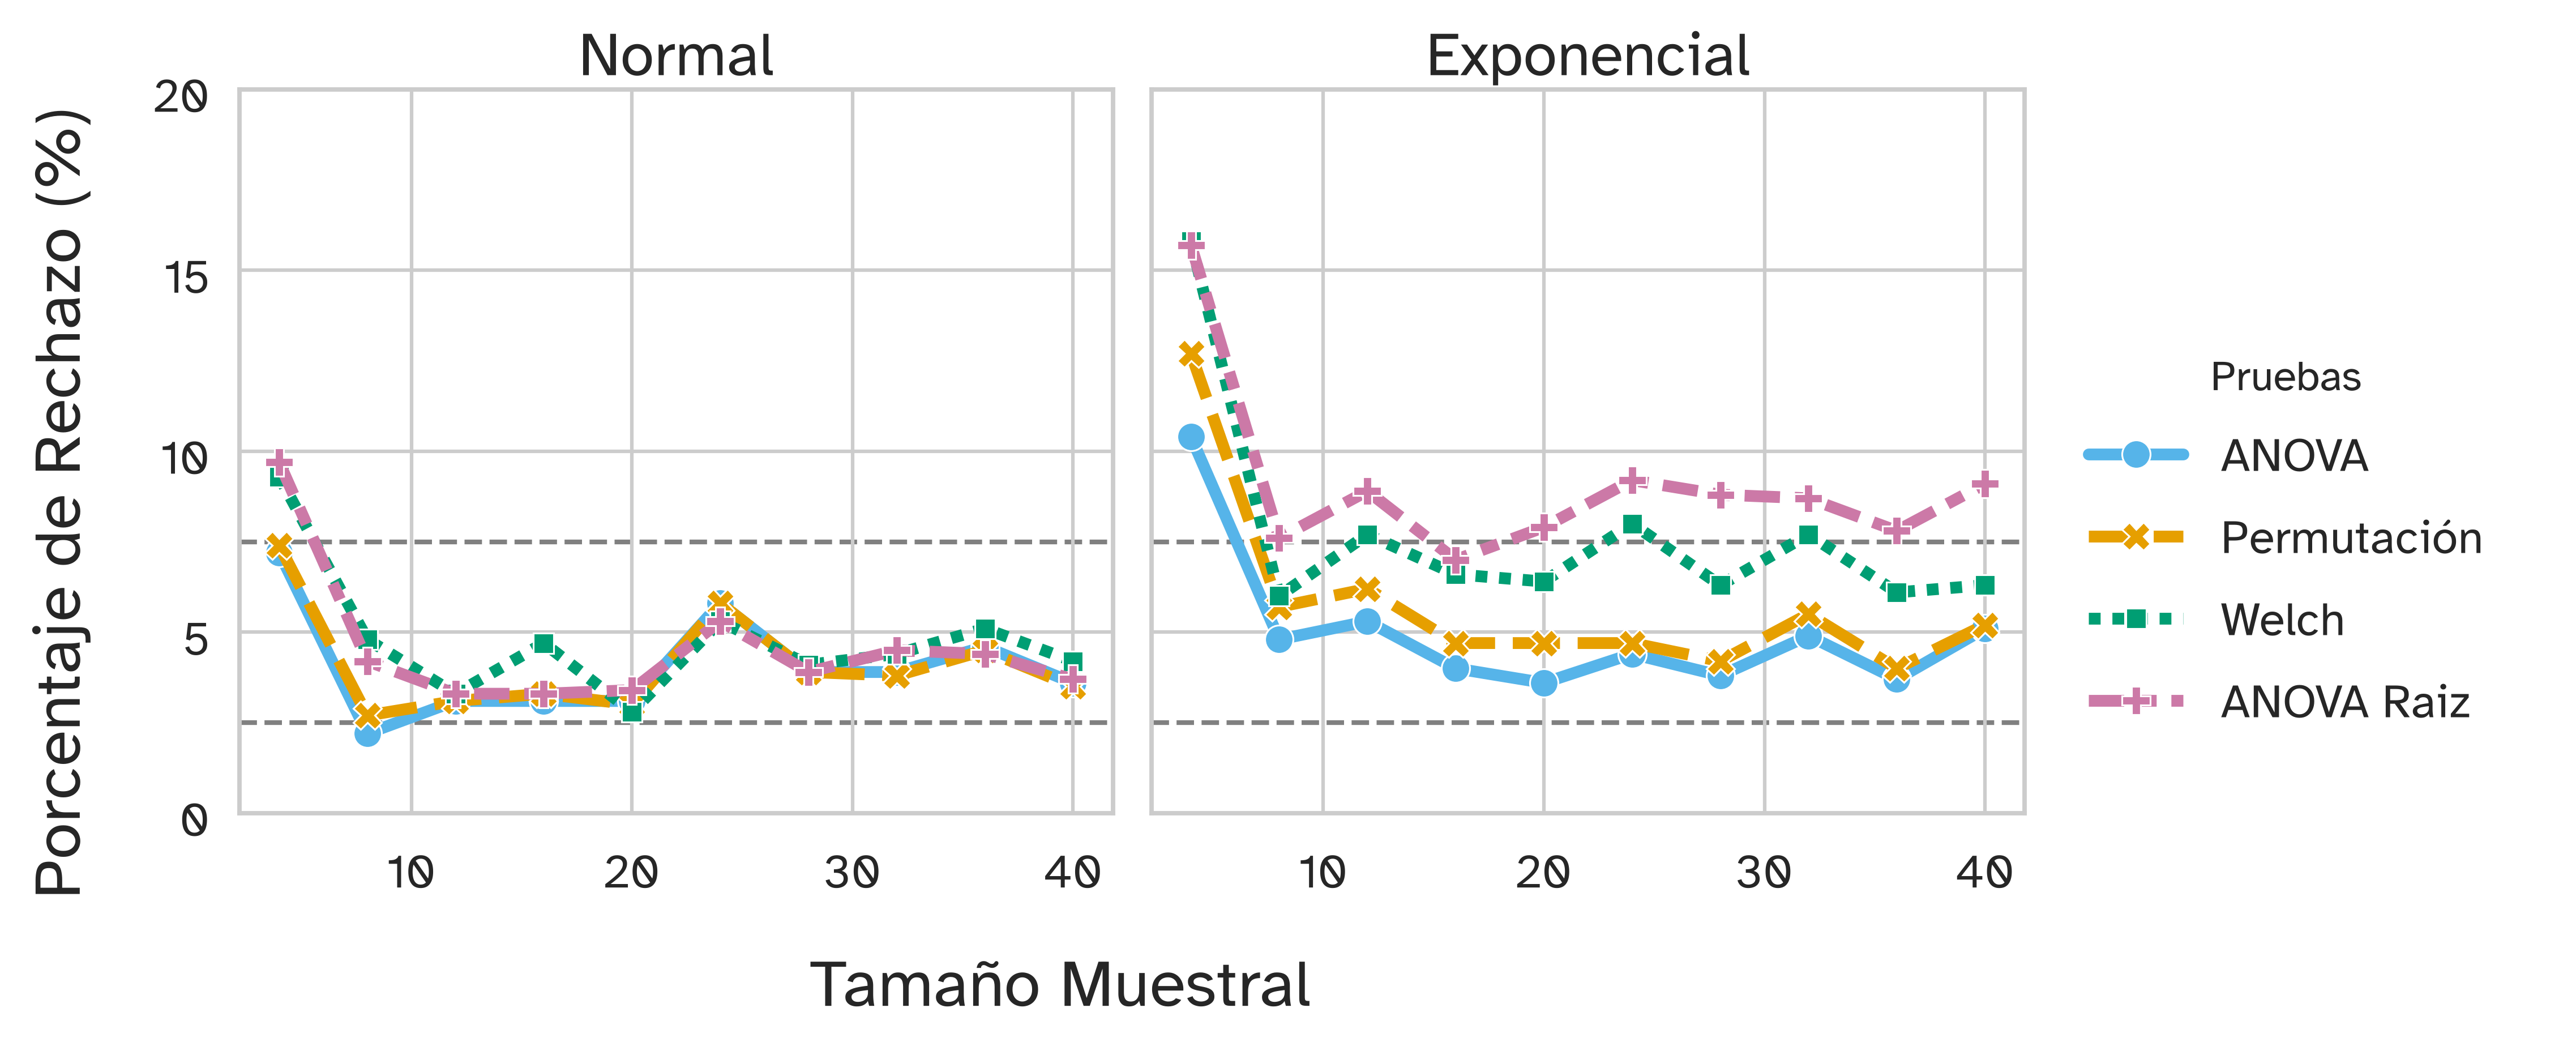 Normal
Exponencial
Porcentaje de Rechazo (%)
20
15
10
5
0
10
20
30
40
10
20
30
40
Tamaño Muestral
Pruebas
ANOVA
Permutación
Welch
ANOVA Raiz